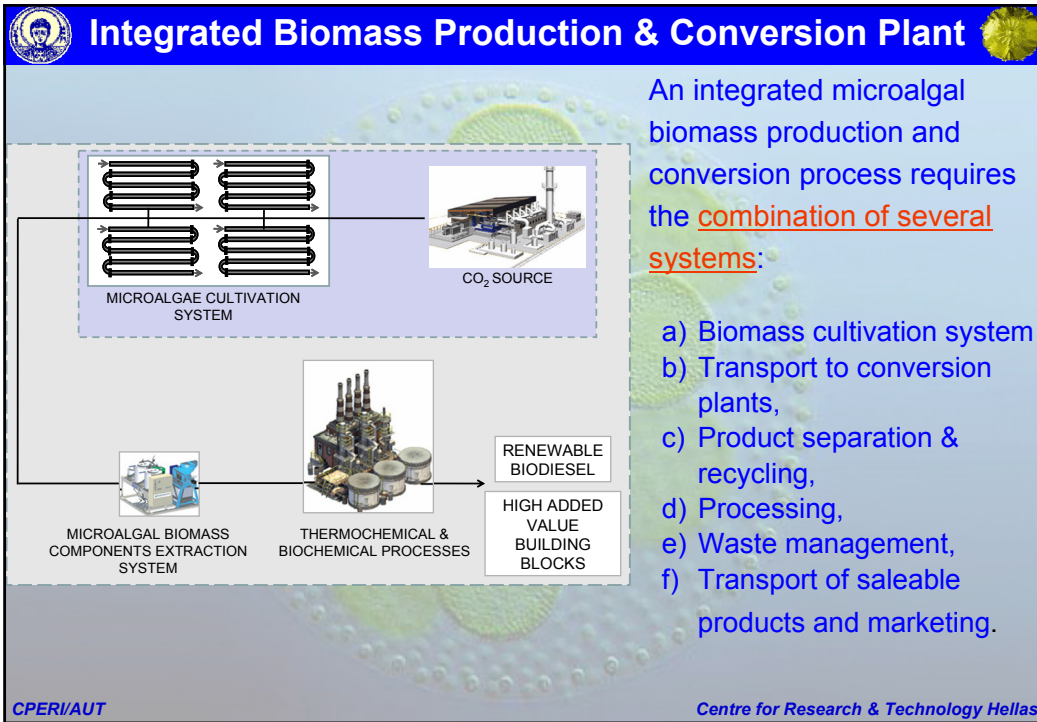 Integrated Biomass Production & Conversion Plant
MICROALGAE CULTIVATION
SYSTEM
CO₂ SOURCE
MICROALGAL BIOMASS
COMPONENTS EXTRACTION
SYSTEM
THERMOCHEMICAL &
BIOCHEMICAL PROCESSES
RENEWABLE
BIODIESEL
HIGH ADDED
VALUE
BUILDING
BLOCKS
An integrated microalgal
biomass production and
conversion process requires
the combination of several
systems:
a) Biomass cultivation system
b) Transport to conversion
plants,
c) Product separation &
recycling,
d) Processing,
e) Waste management,
f) Transport of saleable
products and marketing.
CPERI/AUT
Centre for Research & Technology Hellas